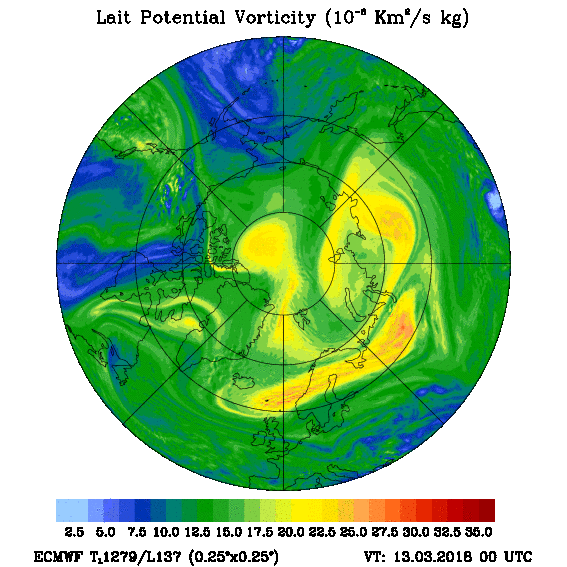 Lait Potential Vorticity (10⁻⁶ Km²/s kg)
2.5 5.0 7.5 10.0 12.5 15.0 17.5 20.0 22.5 25.0 27.5 30.0 32.5 35.0
ECMWF T_L1279/L137 (0.25°x0.25°) VT: 13.03.2018 00 UTC